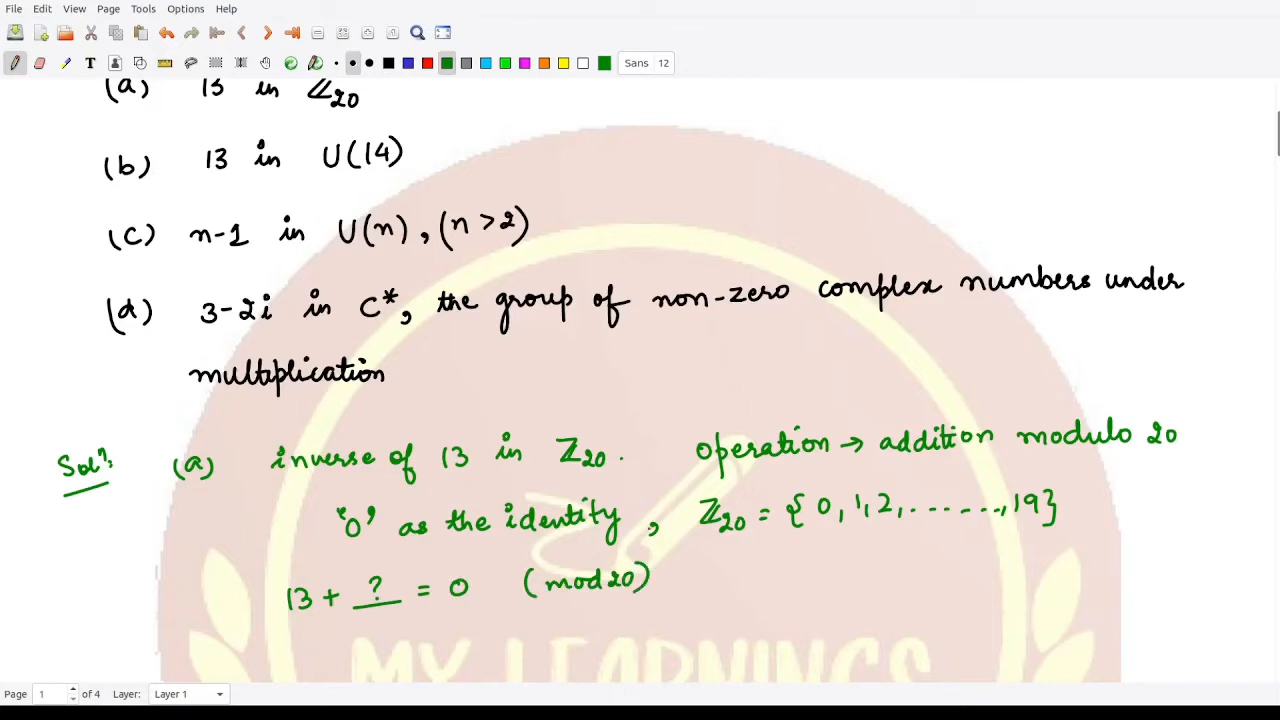 File Edit View Page Tools Options Help
Sans 12
(a) 13 in ℤ20
(b) 13 in U(14)
(c) n-1 in U(n), (n>2)
(d) 3-2i in C*, the group of non-zero complex numbers under
multiplication
Solⁿ: (a) inverse of 13 in ℤ20. operation → addition modulo 20
'0' as the identity, ℤ20 = {0,1,2,......,19}
13 + ? = 0 (mod 20)
MY LEARNINGS
Page 1 of 4 Layer: Layer 1